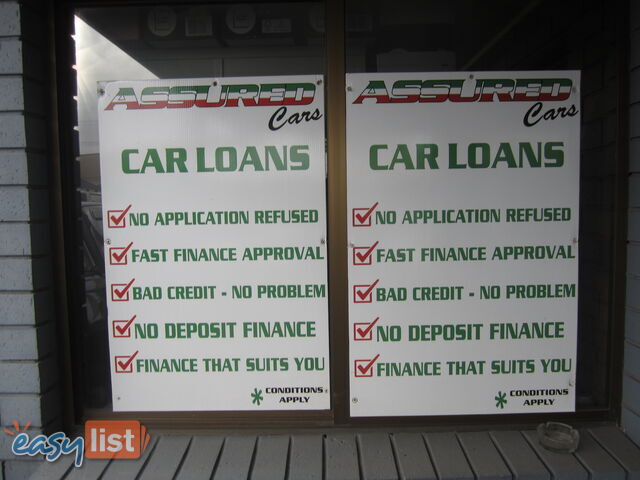 ASSURED
Cars
CAR LOANS
NO APPLICATION REFUSED
FAST FINANCE APPROVAL
BAD CREDIT - NO PROBLEM
NO DEPOSIT FINANCE
FINANCE THAT SUITS YOU
* CONDITIONS
APPLY
ASSURED
Cars
CAR LOANS
NO APPLICATION REFUSED
FAST FINANCE APPROVAL
BAD CREDIT - NO PROBLEM
NO DEPOSIT FINANCE
FINANCE THAT SUITS YOU
* CONDITIONS
APPLY
easylist